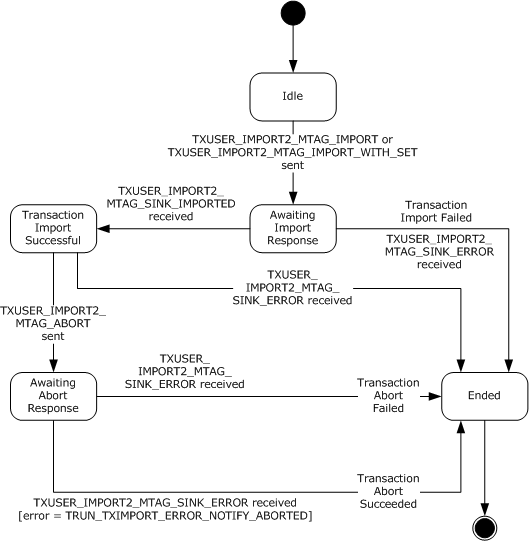 Idle
TXUSER_IMPORT2_MTAG_IMPORT or
TXUSER_IMPORT2_MTAG_IMPORT_WITH_SET
sent
TXUSER_IMPORT2_
MTAG_SINK_IMPORTED
received
Transaction
Import Failed
Transaction
Import
Successful
Awaiting
Import
Response
TXUSER_IMPORT2_
MTAG_SINK_ERROR
received
TXUSER_
IMPORT2_MTAG_
SINK_ERROR received
TXUSER_IMPORT2_
MTAG_ABORT
sent
TXUSER_
IMPORT2_MTAG_
SINK_ERROR received
Awaiting
Abort
Response
Transaction
Abort
Failed
Ended
Transaction
Abort
Succeeded
TXUSER_IMPORT2_MTAG_SINK_ERROR received
[error = TRUN_TXIMPORT_ERROR_NOTIFY_ABORTED]